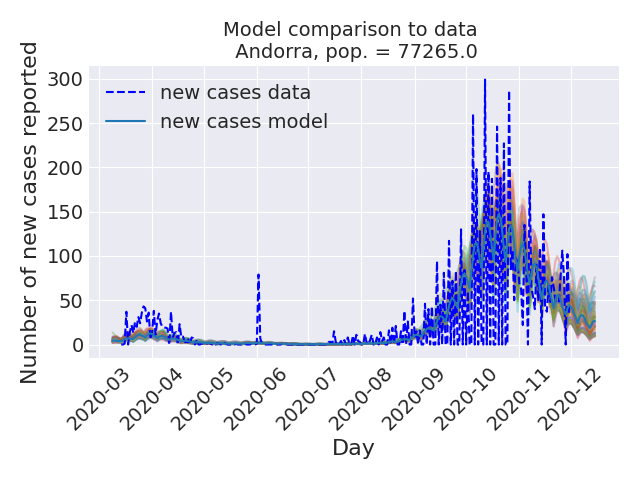 Model comparison to data
Andorra, pop. = 77265.0
Number of new cases reported
300
250
200
150
100
50
0
new cases data
new cases model
2020-03
2020-04
2020-05
2020-06
2020-07
2020-08
2020-09
2020-10
2020-11
2020-12
Day